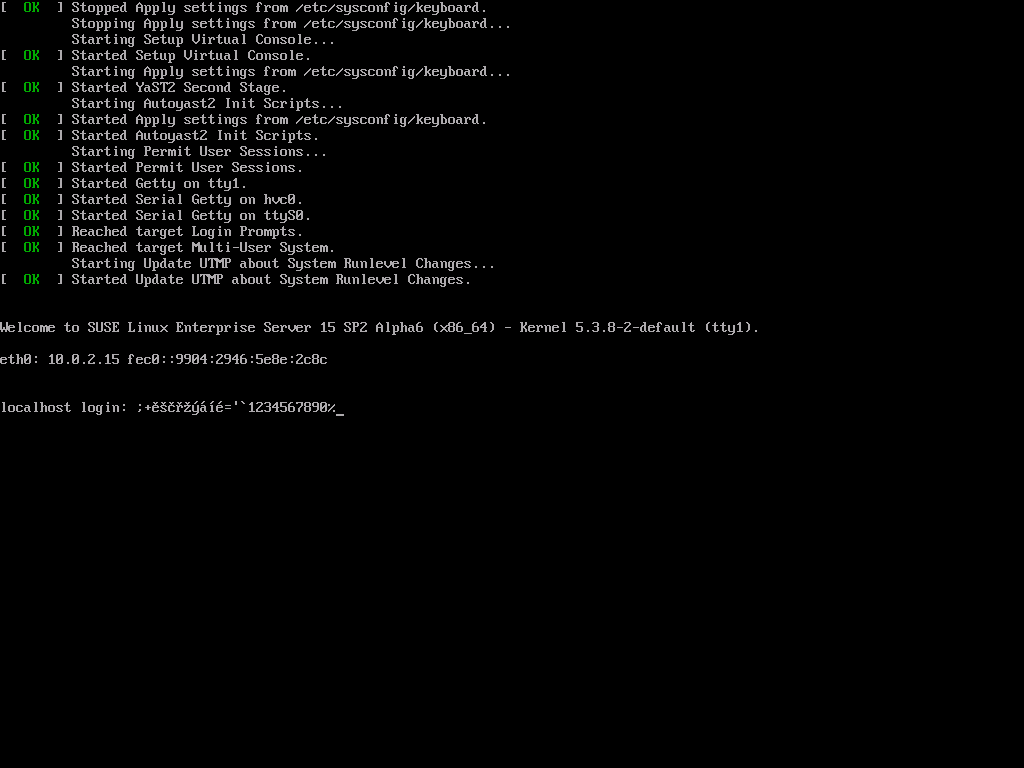 [  OK  ] Stopped Apply settings from /etc/sysconfig/keyboard.
         Stopping Apply settings from /etc/sysconfig/keyboard...
         Starting Setup Virtual Console...
[  OK  ] Started Setup Virtual Console.
         Starting Apply settings from /etc/sysconfig/keyboard...
[  OK  ] Started YaST2 Second Stage.
         Starting Autoyast2 Init Scripts...
[  OK  ] Started Apply settings from /etc/sysconfig/keyboard.
[  OK  ] Started Autoyast2 Init Scripts.
         Starting Permit User Sessions...
[  OK  ] Started Permit User Sessions.
[  OK  ] Started Getty on tty1.
[  OK  ] Started Serial Getty on hvc0.
[  OK  ] Started Serial Getty on ttyS0.
[  OK  ] Reached target Login Prompts.
[  OK  ] Reached target Multi-User System.
         Starting Update UTMP about System Runlevel Changes...
[  OK  ] Started Update UTMP about System Runlevel Changes.
Welcome to SUSE Linux Enterprise Server 15 SP2 Alpha6 (x86_64) - Kernel 5.3.8-2-default (tty1).
eth0: 10.0.2.15 fec0::9904:2946:5e8e:2c8c
localhost login: ;+ěščřžýáíé='`1234567890%_